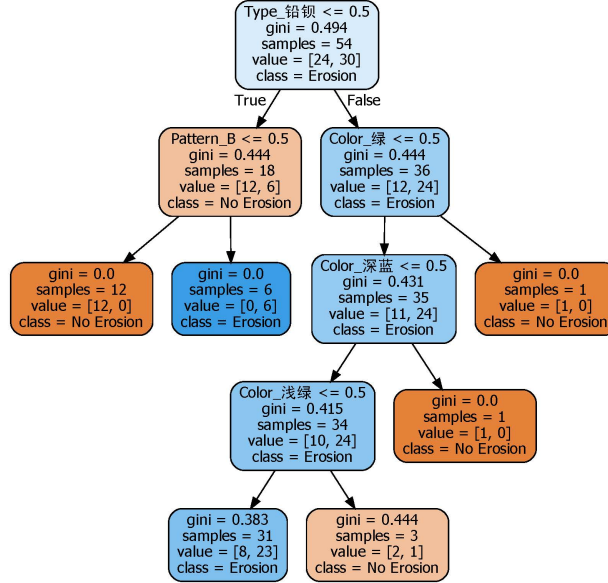 Type_铅钡 <= 0.5
gini = 0.494
samples = 54
value = [24, 30]
class = Erosion
True
False
Pattern_B <= 0.5
gini = 0.444
samples = 18
value = [12, 6]
class = No Erosion
Color_绿 <= 0.5
gini = 0.444
samples = 36
value = [12, 24]
class = Erosion
gini = 0.0
samples = 12
value = [12, 0]
class = No Erosion
gini = 0.0
samples = 6
value = [0, 6]
class = Erosion
Color_深蓝 <= 0.5
gini = 0.431
samples = 35
value = [11, 24]
class = Erosion
gini = 0.0
samples = 1
value = [1, 0]
class = No Erosion
Color_浅绿 <= 0.5
gini = 0.415
samples = 34
value = [10, 24]
class = Erosion
gini = 0.0
samples = 1
value = [1, 0]
class = No Erosion
gini = 0.383
samples = 31
value = [8, 23]
class = Erosion
gini = 0.444
samples = 3
value = [2, 1]
class = No Erosion